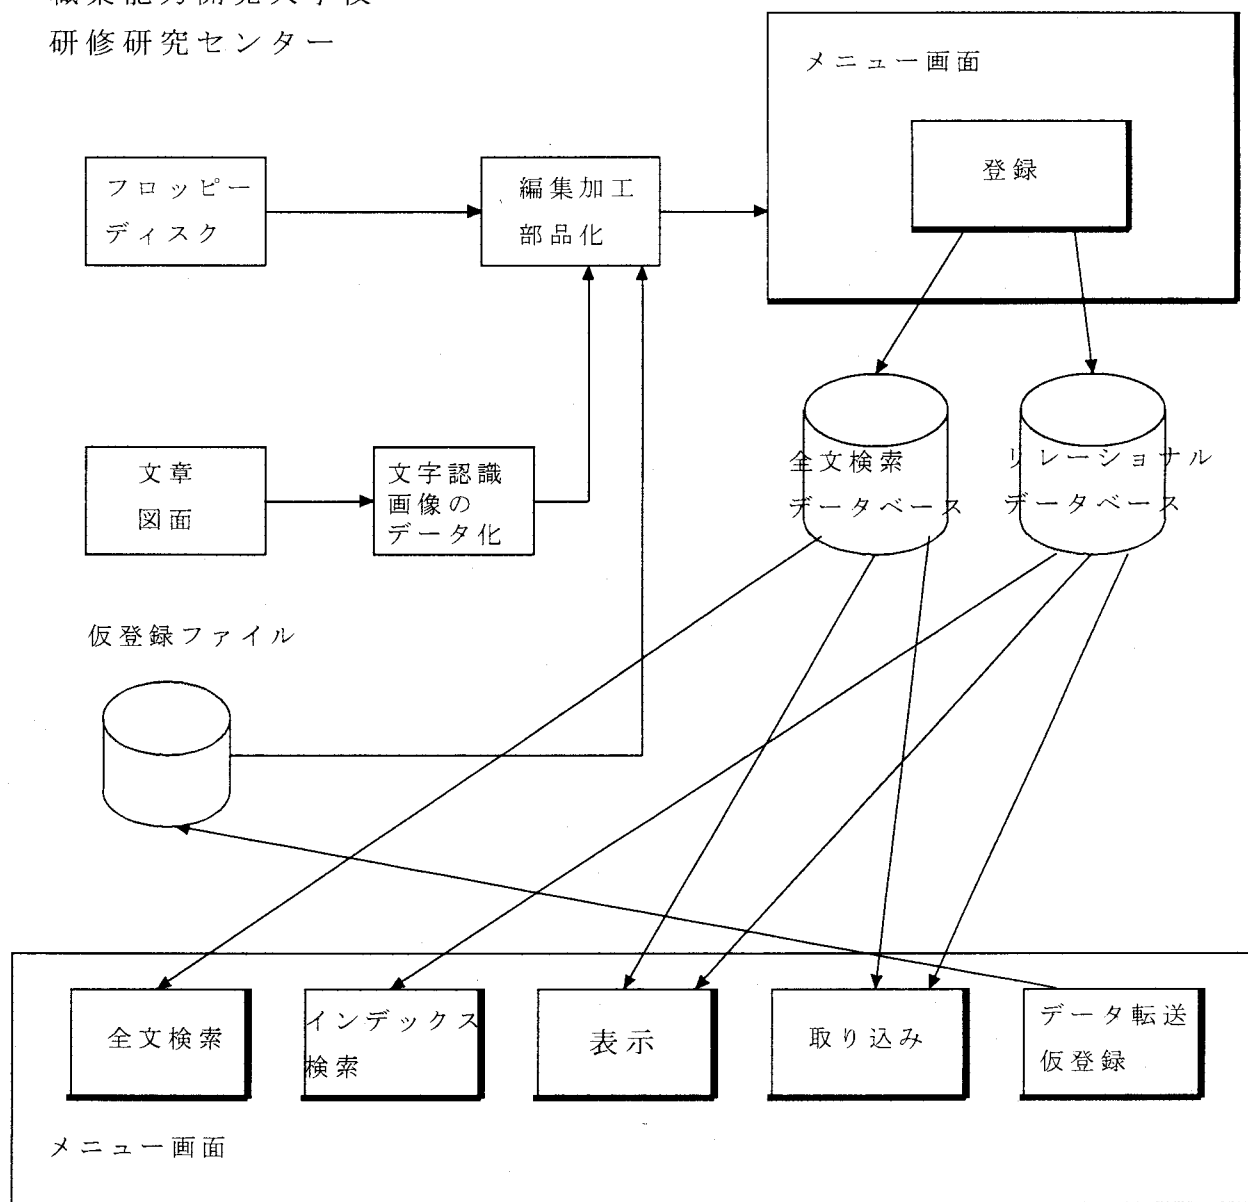 研修研究センター
メニュー画面
登録
フロッピー
ディスク
編集加工
部品化
文章
図面
文字認識
画像の
データ化
全文検索
データベース
リレーショナル
データベース
仮登録ファイル
全文検索
インデックス
検索
表示
取り込み
データ転送
仮登録
メニュー画面